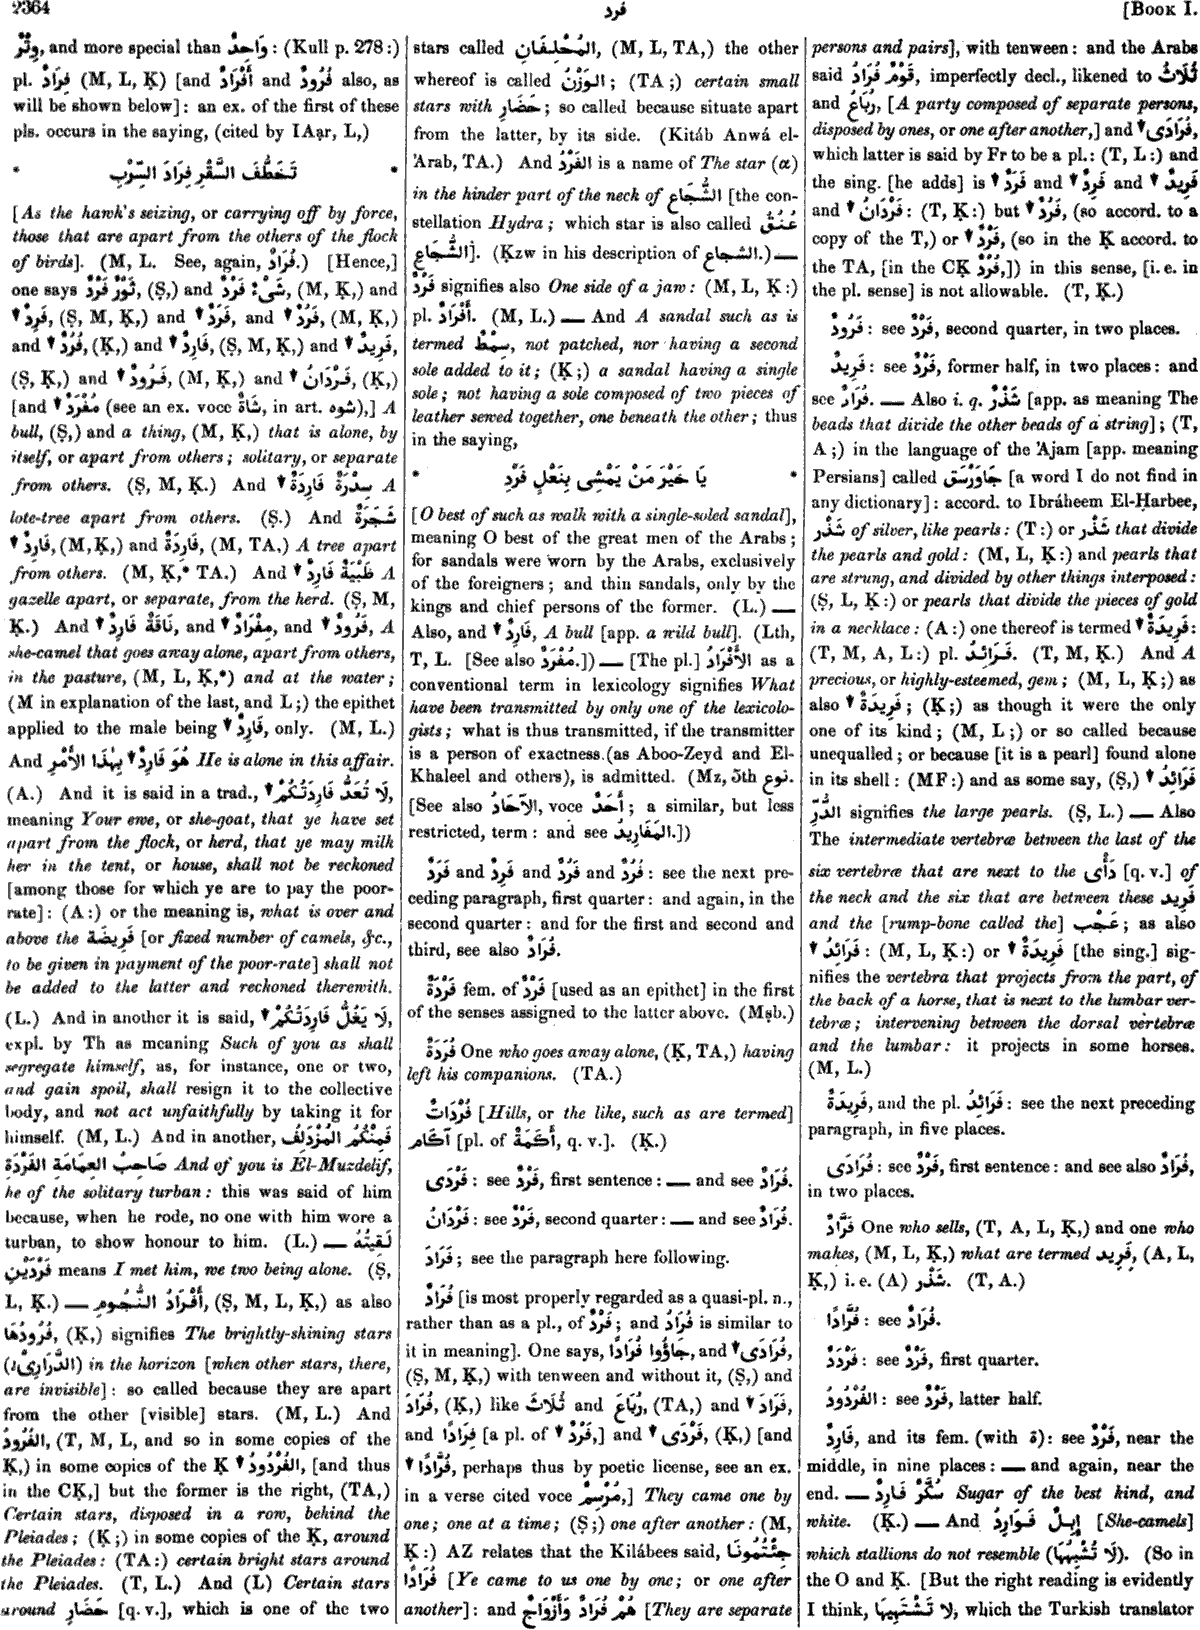 2364
فرد
[BOOK I.
وِتْرٌ, and more special than وَاحِدٌ : (Kull p. 278 :)
pl. فِرَادٌ (M, L, Ḳ) [and أَفْرَادٌ and فُرُودٌ also, as
will be shown below] : an ex. of the first of these
pls. occurs in the saying, (cited by IAạr, L,)
* تَخَطُّفَ الصَّقْرِ فِرَادَ السِّرْبِ *
[As the hawk's seizing, or carrying off by force,
those that are apart from the others of the flock
of birds]. (M, L. See, again, فُرَادٌ.) [Hence,]
one says ثَوْرٌ فَرْدٌ, (Ṣ,) and شَىْءٌ فَرْدٌ, (M, Ḳ,) and
▼ فَرِدٌ, (Ṣ, M, Ḳ,) and ▼ فَرَدٌ, and ▼ فَرُدٌ, (M, Ḳ,)
and ▼ فُرُدٌ, (Ḳ,) and ▼ فَارِدٌ, (Ṣ, M, Ḳ,) and ▼ فَرِيدٌ,
(Ṣ, Ḳ,) and ▼ فَرُودٌ, (M, Ḳ,) and ▼ فَرْدَانُ, (Ḳ,)
[and ▼ مُفْرَدٌ (see an ex. voce شَاةٌ, in art. شوه),] A
bull, (Ṣ,) and a thing, (M, Ḳ,) that is alone, by
itself, or apart from others ; solitary, or separate
from others. (Ṣ, M, Ḳ.) And ▼ سِدْرَةٌ فَارِدَةٌ A
lote-tree apart from others. (Ṣ.) And شَجَرَةٌ
▼ فَارِدٌ, (M, Ḳ,) and فَارِدَةٌ, (M, TA,) A tree apart
from others. (M, Ḳ,* TA.) And ▼ ظَبْيَةٌ فَارِدٌ A
gazelle apart, or separate, from the herd. (Ṣ, M,
Ḳ.) And ▼ نَاقَةٌ فَارِدٌ, and ▼ مِفْرَادٌ, and ▼ فَرُودٌ, A
she-camel that goes away alone, apart from others,
in the pasture, (M, L, Ḳ,*) and at the water ;
(M in explanation of the last, and L ;) the epithet
applied to the male being ▼ فَارِدٌ, only. (M, L.)
And هُوَ فَارِدٌ ▼ بِهٰذَا الأَمْرِ He is alone in this affair.
(A.) And it is said in a trad., ▼ لَا تُعَدُّ فَارِدَتُكُمْ,
meaning Your ewe, or she-goat, that ye have set
apart from the flock, or herd, that ye may milk
her in the tent, or house, shall not be reckoned
[among those for which ye are to pay the poor-
rate] : (A :) or the meaning is, what is over and
above the فَرِيضَة [or fixed number of camels, &c.,
to be given in payment of the poor-rate] shall not
be added to the latter and reckoned therewith.
(L.) And in another it is said, ▼ لَا يَغُلُّ فَارِدَتُكُمْ,
expl. by Th as meaning Such of you as shall
segregate himself, as, for instance, one or two,
and gain spoil, shall resign it to the collective
body, and not act unfaithfully by taking it for
himself. (M, L.) And in another, فَمِنْكُمُ المُزْدَلِفُ
صَاحِبُ العِمَامَةِ الفَرْدَةِ And of you is El-Muzdelif,
he of the solitary turban : this was said of him
because, when he rode, no one with him wore a
turban, to show honour to him. (L.) — لَقِيتُهُ
فَرْدَيْنِ means I met him, we two being alone. (Ṣ,
L, Ḳ.) — أَفْرَادُ النُّجُومِ, (Ṣ, M, L, Ḳ,) as also
فُرُودُهَا, (Ḳ,) signifies The brightly-shining stars
(الدَّرَارِىْءُ) in the horizon [when other stars, there,
are invisible] : so called because they are apart
from the other [visible] stars. (M, L.) And
الفُرُودُ, (T, M, L, and so in some copies of the
Ḳ,) in some copies of the Ḳ ▼ الفُرْدُودُ, [and thus
in the CḲ,] but the former is the right, (TA,)
Certain stars, disposed in a row, behind the
Pleiades ; (Ḳ ;) in some copies of the Ḳ, around
the Pleiades : (TA :) certain bright stars around
the Pleiades. (T, L.) And (L) Certain stars
around حَضَارِ [q. v.], which is one of the two
stars called المُحْلِفَانِ, (M, L, TA,) the other
whereof is called الوَزْنُ ; (TA ;) certain small
stars with حَضَارِ ; so called because situate apart
from the latter, by its side. (Kitáb Anwá el-
'Arab, TA.) And الفَرْدُ is a name of The star (α)
in the hinder part of the neck of الشُّجَاع [the con-
stellation Hydra ; which star is also called عُنُقُ
الشُّجَاعِ]. (Ḳzw in his description of الشجاع.) —
فَرْدٌ signifies also One side of a jaw : (M, L, Ḳ :)
pl. أَفْرَادٌ. (M, L.) — And A sandal such as is
termed سِمْطٌ, not patched, nor having a second
sole added to it ; (Ḳ ;) a sandal having a single
sole ; not having a sole composed of two pieces of
leather sewed together, one beneath the other ; thus
in the saying,
* يَا خَيْرَ مَنْ يَمْشِى بِنَعْلٍ فَرْدِ *
[O best of such as walk with a single-soled sandal],
meaning O best of the great men of the Arabs ;
for sandals were worn by the Arabs, exclusively
of the foreigners ; and thin sandals, only by the
kings and chief persons of the former. (L.) —
Also, and ▼ فَارِدٌ, A bull [app. a wild bull]. (Lth,
T, L. [See also مُفْرَدٌ.]) — [The pl.] الأَفْرَادُ as a
conventional term in lexicology signifies What
have been transmitted by only one of the lexicolo-
gists ; what is thus transmitted, if the transmitter
is a person of exactness (as Aboo-Zeyd and El-
Khaleel and others), is admitted. (Mz, 5th نوع.
[See also الآحَادُ, voce أَحَدٌ ; a similar, but less
restricted, term : and see المَفَارِيدُ.])
فَرَدٌ and فَرِدٌ and فَرُدٌ and فُرُدٌ : see the next pre-
ceding paragraph, first quarter : and again, in the
second quarter : and for the first and second and
third, see also فُرَادٌ.
فَرْدَةٌ fem. of فَرْدٌ [used as an epithet] in the first
of the senses assigned to the latter above. (Mṣb.)
فُرَدَةٌ One who goes away alone, (Ḳ, TA,) having
left his companions. (TA.)
فُرْدَاتٌ [Hills, or the like, such as are termed]
آكَام [pl. of أَكَمَةٌ, q. v.]. (Ḳ.)
فَرْدَى : see فَرْدٌ, first sentence : — and see فُرَادٌ.
فَرْدَانُ : see فَرْدٌ, second quarter : — and see فُرَادٌ.
فَرَادَ ; see the paragraph here following.
فُرَادٌ [is most properly regarded as a quasi-pl. n.,
rather than as a pl., of فَرْدٌ ; and فُرَادُ is similar to
it in meaning]. One says, جَاؤُوا فُرَادًا, and ▼ فُرَادَى,
(Ṣ, M, Ḳ,) with tenween and without it, (Ṣ,) and
فُرَادَ, (Ḳ,) like ثُلَاثَ and رُبَاعَ, (TA,) and ▼ فَرَادَ,
and فِرَادًا [a pl. of ▼ فَرْدٌ,] and ▼ فَرْدَى, (Ḳ,) [and
▼ فُرَّادًا, perhaps thus by poetic license, see an ex.
in a verse cited voce مُرْسِمٌ,] They came one by
one ; one at a time ; (Ṣ ;) one after another : (M,
Ḳ :) AZ relates that the Kilábees said, جِئْتُمُونَا
فُرَادًا [Ye came to us one by one ; or one after
another] : and هُمْ فُرَادٌ وَأَزْوَاجٌ [They are separate
persons and pairs], with tenween : and the Arabs
said قَوْمٌ فُرَادُ, imperfectly decl., likened to ثُلَاثُ
and رُبَاعُ, [A party composed of separate persons,
disposed by ones, or one after another,] and ▼ فُرَادَى,
which latter is said by Fr to be a pl. : (T, L :) and
the sing. [he adds] is ▼ فَرَدٌ and ▼ فَرِدٌ and ▼ فَرِيدٌ
and ▼ فَرْدَانُ : (T, Ḳ :) but ▼ فَرْدٌ, (so accord. to a
copy of the T,) or ▼ فَرَدٌ, (so in the Ḳ accord. to
the TA, [in the CḲ فُرُدٌ,]) in this sense, [i. e. in
the pl. sense] is not allowable. (T, Ḳ.)
فَرُودٌ : see فَرْدٌ, second quarter, in two places.
فَرِيدٌ : see فَرْدٌ, former half, in two places : and
see فُرَادٌ. — Also i. q. شَذْرٌ [app. as meaning The
beads that divide the other beads of a string] ; (T,
A ;) in the language of the 'Ajam [app. meaning
Persians] called جَاوَرْسَق [a word I do not find in
any dictionary] : accord. to Ibráheem El-Ḥarbee,
شَذْر of silver, like pearls : (T :) or شَذْر that divide
the pearls and gold : (M, L, Ḳ :) and pearls that
are strung, and divided by other things interposed :
(Ṣ, L, Ḳ :) or pearls that divide the pieces of gold
in a necklace : (A :) one thereof is termed ▼ فَرِيدَةٌ :
(T, M, A, L :) pl. فَرَائِدُ. (T, M, Ḳ.) And A
precious, or highly-esteemed, gem ; (M, L, Ḳ ;) as
also ▼ فَرِيدَةٌ ; (Ḳ ;) as though it were the only
one of its kind ; (M, L ;) or so called because
unequalled ; or because [it is a pearl] found alone
in its shell : (MF :) and as some say, (Ṣ,) ▼ فَرَائِدُ
الدُّرِّ signifies the large pearls. (Ṣ, L.) — Also
The intermediate vertebræ between the last of the
six vertebræ that are next to the دَأْى [q. v.] of
the neck and the six that are between these فَرِيد
and the [rump-bone called the] عَجْب ; as also
▼ فَرَائِدُ : (M, L, Ḳ :) or ▼ فَرِيدَةٌ [the sing.] sig-
nifies the vertebra that projects from the part, of
the back of a horse, that is next to the lumbar ver-
tebræ ; intervening between the dorsal vertebræ
and the lumbar : it projects in some horses.
(M, L.)
فَرِيدَةٌ, and the pl. فَرَائِدُ : see the next preceding
paragraph, in five places.
فُرَادَى : see فَرْدٌ, first sentence : and see also فُرَادٌ,
in two places.
فَرَّادٌ One who sells, (T, A, L, Ḳ,) and one who
makes, (M, L, Ḳ,) what are termed فَرِيد, (A, L,
Ḳ,) i. e. (A) شَذْر. (T, A.)
فُرَّادًا : see فُرَادٌ.
فَرْدَدٌ : see فَرْدٌ, first quarter.
الفُرْدُودُ : see فَرْدٌ, latter half.
فَارِدٌ, and its fem. (with ة) : see فَرْدٌ, near the
middle, in nine places : — and again, near the
end. — سُكَّرٌ فَارِدٌ Sugar of the best kind, and
white. (Ḳ.) — And إِبِلٌ فَوَارِدُ [She-camels]
which stallions do not resemble (لَا تُشْبِهُهَا). (So in
the O and Ḳ. [But the right reading is evidently
I think, لَا تَشْتَهِيهَا, which the Turkish translator